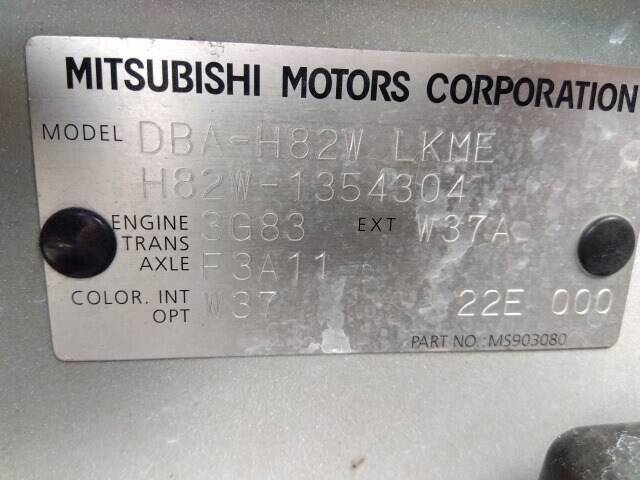 MITSUBISHI MOTORS CORPORATION
MODEL DBA-H82W LKME
H82W-1354304
ENGINE 3G83 EXT W37A
TRANS
AXLE F3A11
COLOR. INT W37 22E 000
OPT
PART NO.:MS903080